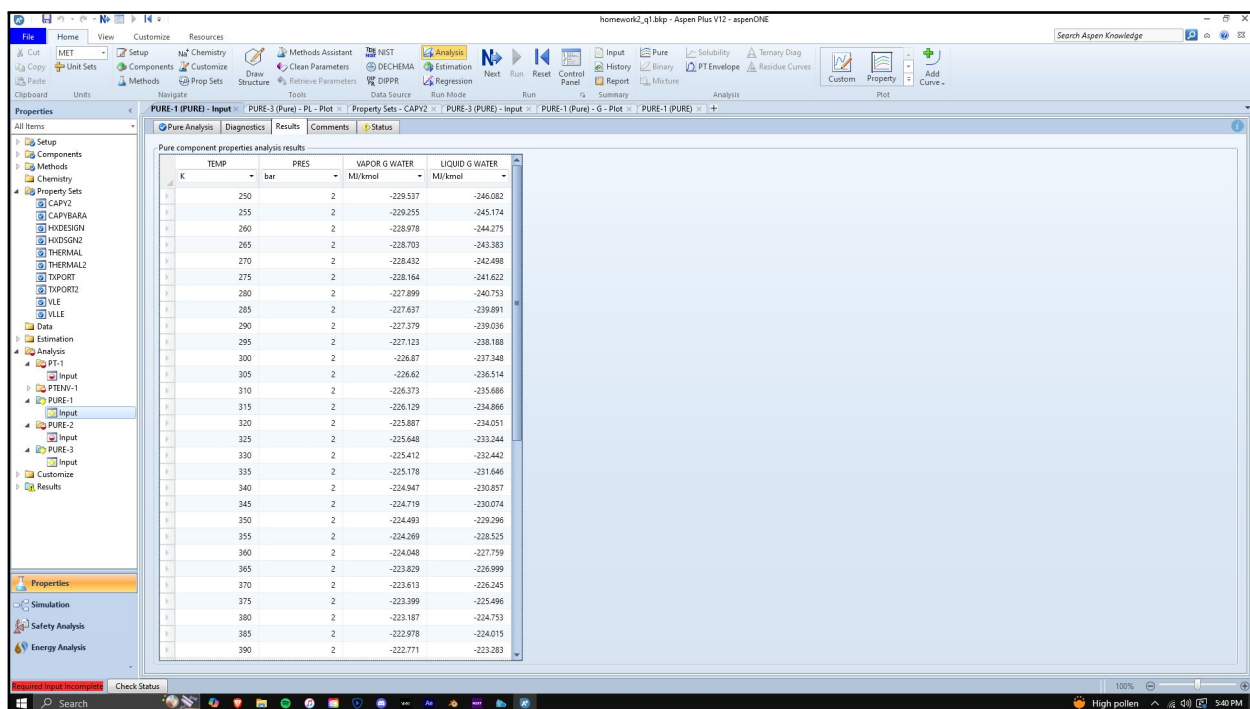 homework2_q1.bkp - Aspen Plus V12 - aspenONE
File Home View Customize Resources
Search Aspen Knowledge
Cut MET Setup Na+ Chemistry Methods Assistant NIST Analysis Input Pure Solubility Ternary Diag
Copy Unit Sets Components Customize Clean Parameters DECHEMA Estimation History Binary PT Envelope Residue Curves
Paste Methods Prop Sets Draw Structure Retrieve Parameters DIPPR Regression Next Run Reset Control Panel Report Mixture Custom Property Add Curve
Clipboard Units Navigate Tools Data Source Run Mode Run Summary Analysis Plot
Properties
PURE-1 (PURE) - Input PURE-3 (Pure) - PL - Plot Property Sets - CAPY2 PURE-3 (PURE) - Input PURE-1 (Pure) - G - Plot PURE-1 (PURE) +
All Items
Pure Analysis Diagnostics Results Comments Status
Setup
Components
Methods
Chemistry
Property Sets
CAPY2
CAPYBARA
HXDESIGN
HXDSGN2
THERMAL
THERMAL2
TXPORT
TXPORT2
VLE
VLLE
Data
Estimation
Analysis
PT-1
Input
PTENV-1
PURE-1
Input
PURE-2
Input
PURE-3
Input
Customize
Results
Properties
Simulation
Safety Analysis
Energy Analysis
Pure component properties analysis results
TEMP PRES VAPOR G WATER LIQUID G WATER
K bar MJ/kmol MJ/kmol
250 2 -229.537 -246.082
255 2 -229.255 -245.174
260 2 -228.978 -244.275
265 2 -228.703 -243.383
270 2 -228.432 -242.498
275 2 -228.164 -241.622
280 2 -227.899 -240.753
285 2 -227.637 -239.891
290 2 -227.379 -239.036
295 2 -227.123 -238.188
300 2 -226.87 -237.348
305 2 -226.62 -236.514
310 2 -226.373 -235.686
315 2 -226.129 -234.866
320 2 -225.887 -234.051
325 2 -225.648 -233.244
330 2 -225.412 -232.442
335 2 -225.178 -231.646
340 2 -224.947 -230.857
345 2 -224.719 -230.074
350 2 -224.493 -229.296
355 2 -224.269 -228.525
360 2 -224.048 -227.759
365 2 -223.829 -226.999
370 2 -223.613 -226.245
375 2 -223.399 -225.496
380 2 -223.187 -224.753
385 2 -222.978 -224.015
390 2 -222.771 -223.283
Required Input Incomplete Check Status 100%
Search High pollen 5:40 PM